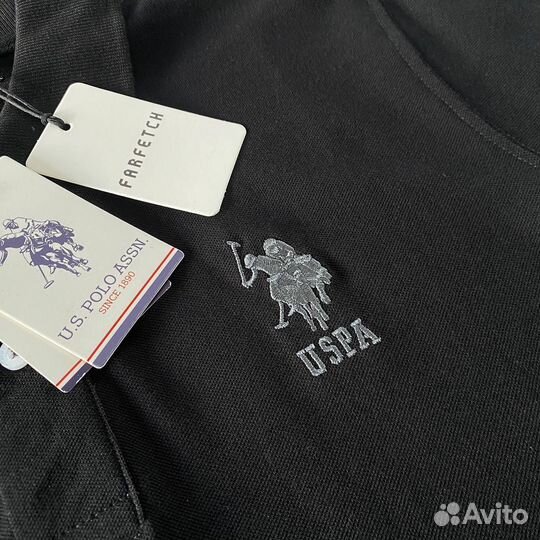 FARFETCH
U.S. POLO ASSN.
SINCE 1890
USPA
Avito